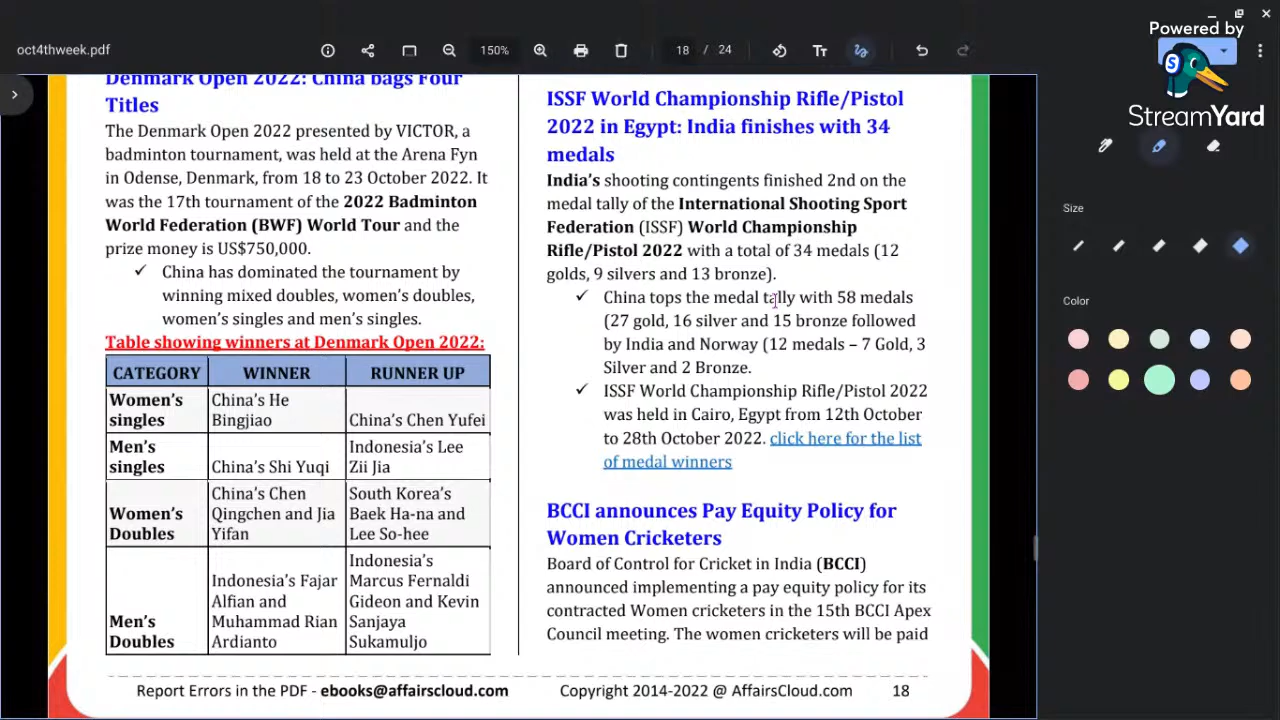 oct4thweek.pdf
150%
18 / 24
Powered by
StreamYard
Size
Color
Denmark Open 2022: China bags Four
Titles
The Denmark Open 2022 presented by VICTOR, a
badminton tournament, was held at the Arena Fyn
in Odense, Denmark, from 18 to 23 October 2022. It
was the 17th tournament of the 2022 Badminton
World Federation (BWF) World Tour and the
prize money is US$750,000.
✓ China has dominated the tournament by
winning mixed doubles, women's doubles,
women's singles and men's singles.
Table showing winners at Denmark Open 2022:
CATEGORY WINNER RUNNER UP
Women's China's He
singles Bingjiao China's Chen Yufei
Men's Indonesia's Lee
singles China's Shi Yuqi Zii Jia
China's Chen South Korea's
Women's Qingchen and Jia Baek Ha-na and
Doubles Yifan Lee So-hee
Indonesia's
Indonesia's Fajar Marcus Fernaldi
Alfian and Gideon and Kevin
Men's Muhammad Rian Sanjaya
Doubles Ardianto Sukamuljo
ISSF World Championship Rifle/Pistol
2022 in Egypt: India finishes with 34
medals
India's shooting contingents finished 2nd on the
medal tally of the International Shooting Sport
Federation (ISSF) World Championship
Rifle/Pistol 2022 with a total of 34 medals (12
golds, 9 silvers and 13 bronze).
✓ China tops the medal tally with 58 medals
(27 gold, 16 silver and 15 bronze followed
by India and Norway (12 medals – 7 Gold, 3
Silver and 2 Bronze.
✓ ISSF World Championship Rifle/Pistol 2022
was held in Cairo, Egypt from 12th October
to 28th October 2022. click here for the list
of medal winners
BCCI announces Pay Equity Policy for
Women Cricketers
Board of Control for Cricket in India (BCCI)
announced implementing a pay equity policy for its
contracted Women cricketers in the 15th BCCI Apex
Council meeting. The women cricketers will be paid
Report Errors in the PDF - ebooks@affairscloud.com Copyright 2014-2022 @ AffairsCloud.com 18